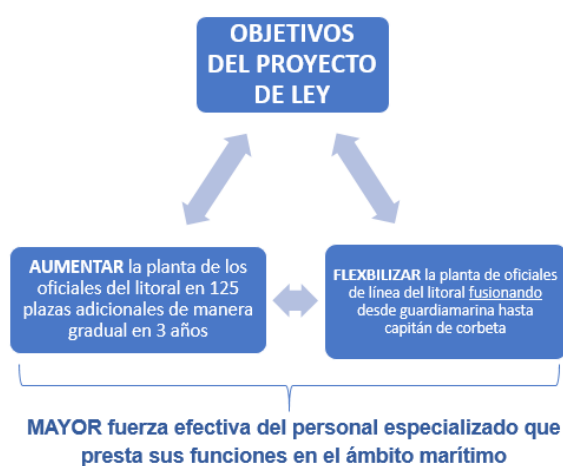 OBJETIVOS
DEL PROYECTO
DE LEY
AUMENTAR la planta de los
oficiales del litoral en 125
plazas adicionales de manera
gradual en 3 años
FLEXBILIZAR la planta de oficiales
de línea del litoral fusionando
desde guardiamarina hasta
capitán de corbeta
MAYOR fuerza efectiva del personal especializado que
presta sus funciones en el ámbito marítimo